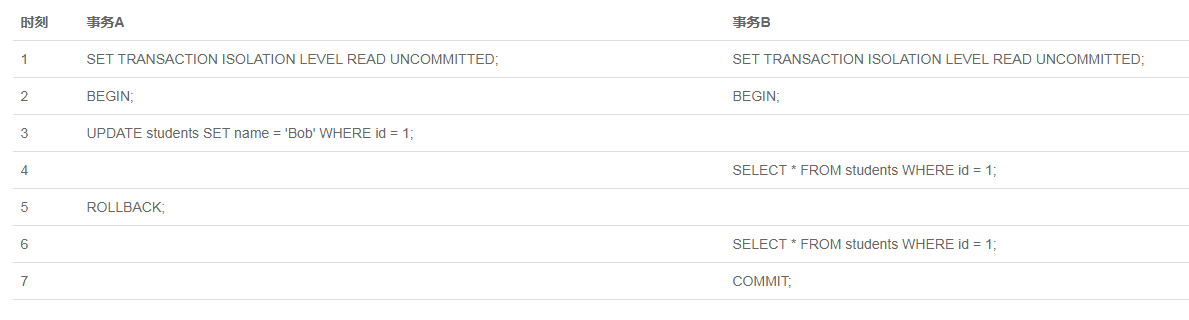 时刻 事务A 事务B
1 SET TRANSACTION ISOLATION LEVEL READ UNCOMMITTED; SET TRANSACTION ISOLATION LEVEL READ UNCOMMITTED;
2 BEGIN; BEGIN;
3 UPDATE students SET name = 'Bob' WHERE id = 1;
4 SELECT * FROM students WHERE id = 1;
5 ROLLBACK;
6 SELECT * FROM students WHERE id = 1;
7 COMMIT;